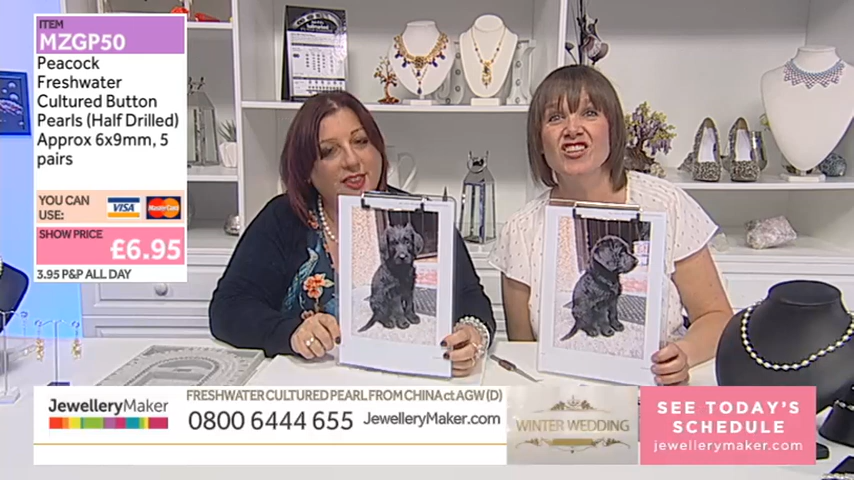 ITEM
MZGP50
Peacock
Freshwater
Cultured Button
Pearls (Half Drilled)
Approx 6x9mm, 5
pairs
YOU CAN
USE:
VISA
MasterCard
SHOW PRICE
£6.95
3.95 P&P ALL DAY
JewelleryMaker
FRESHWATER CULTURED PEARL FROM CHINA ct AGW (D)
0800 6444 655
JewelleryMaker.com
WINTER WEDDING
SEE TODAY'S
SCHEDULE
jewellerymaker.com